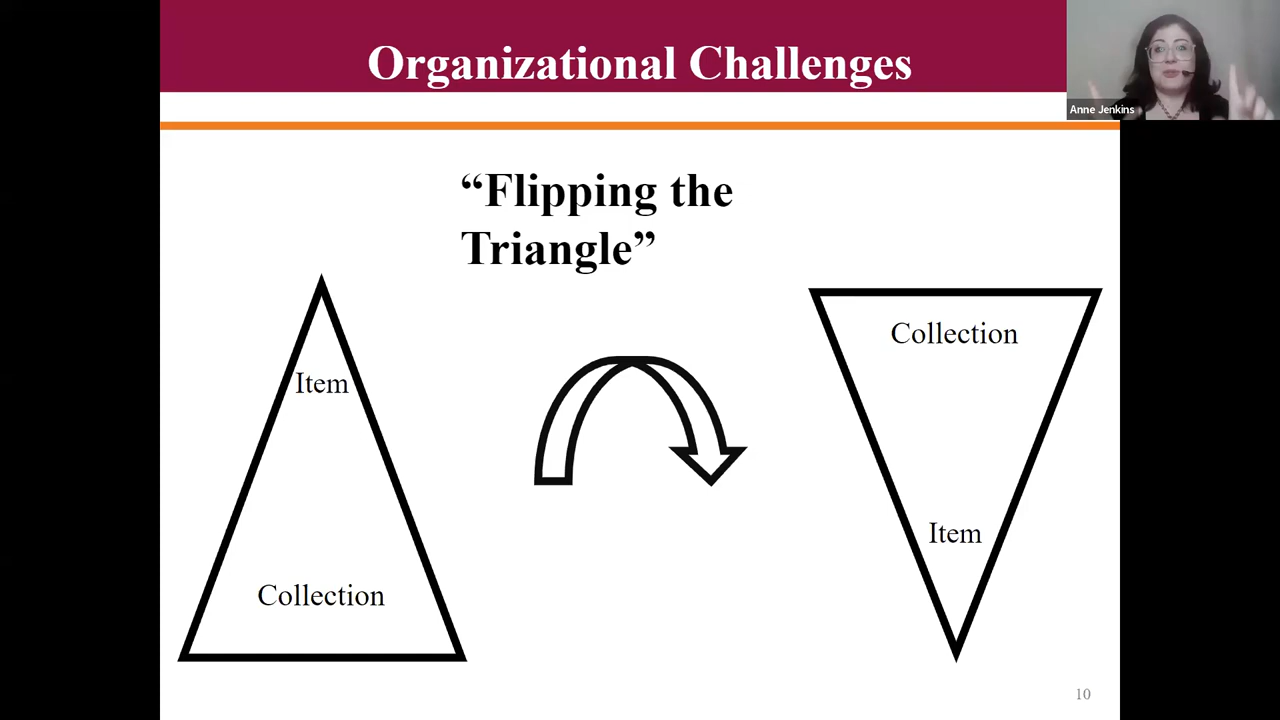 Organizational Challenges
Anne Jenkins
“Flipping the
Triangle”
Item
Collection
Collection
Item
10